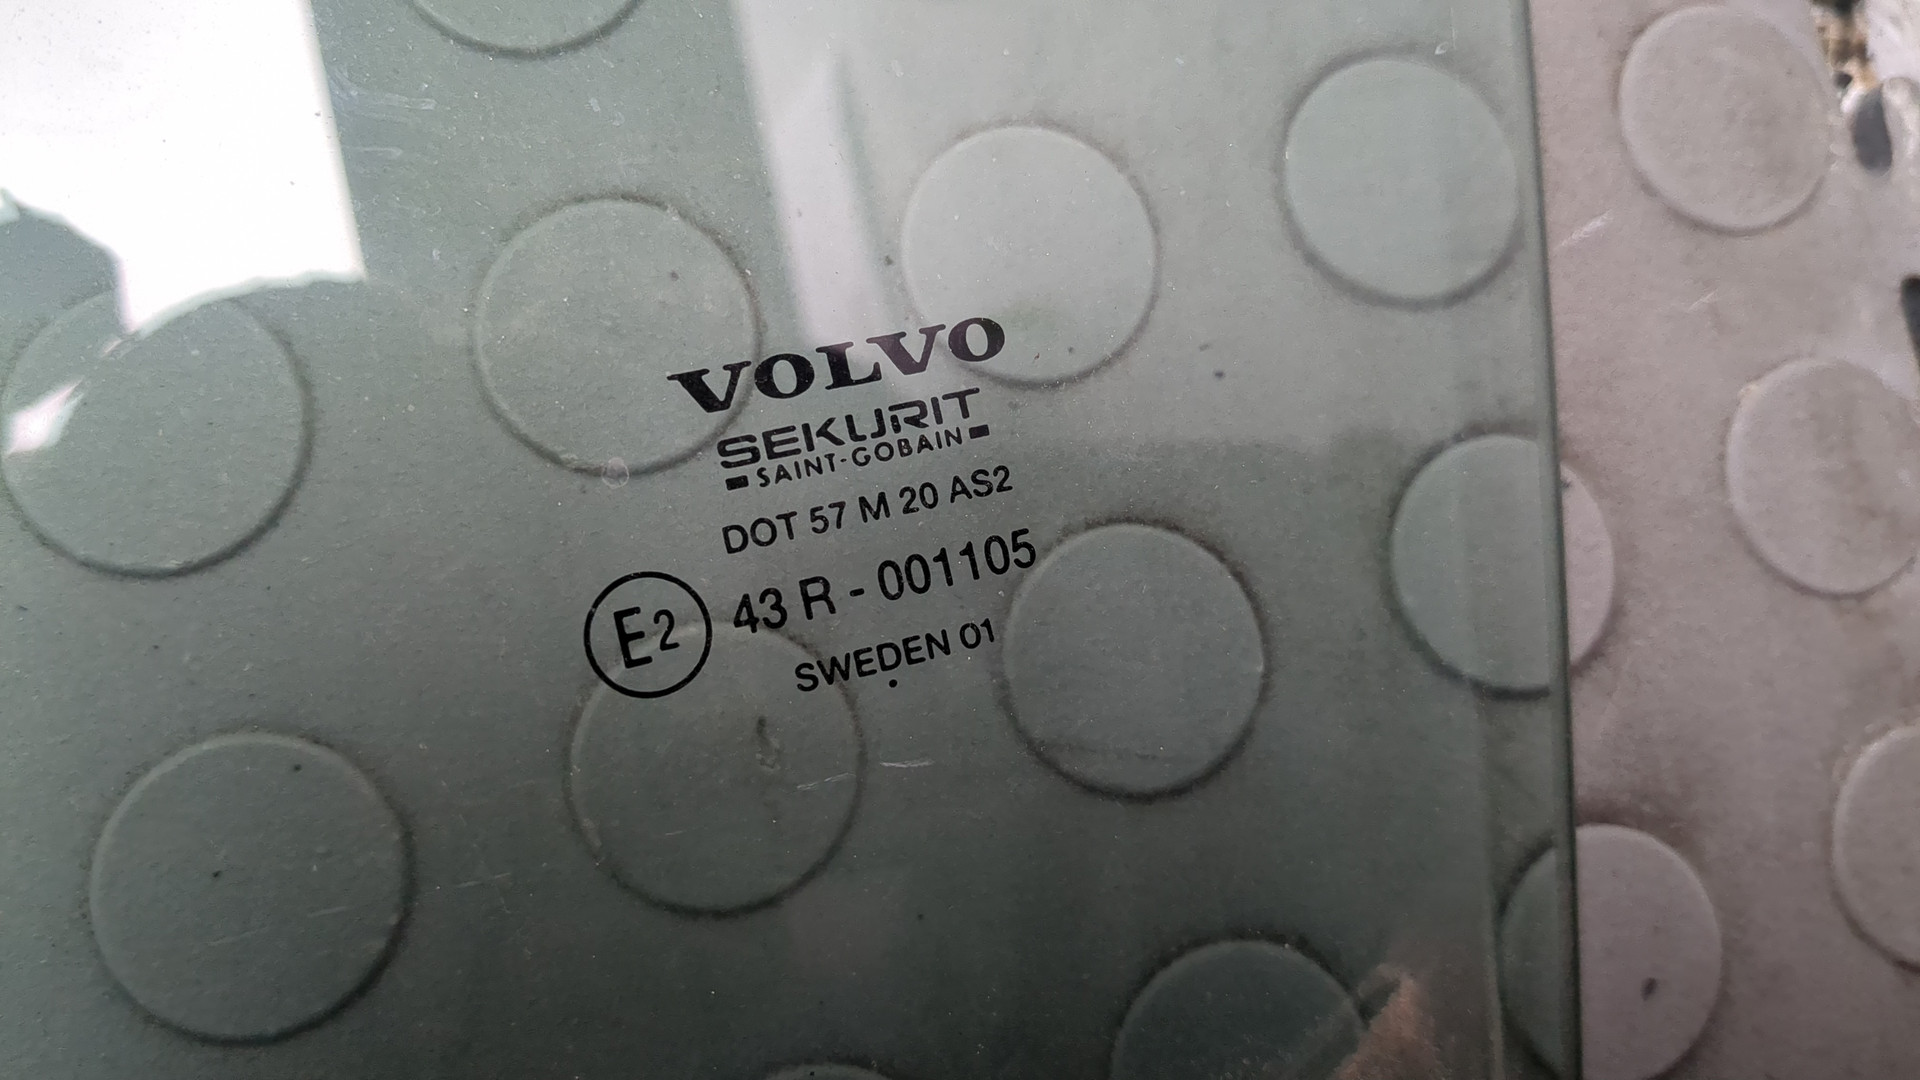 VOLVO
SEKURIT
SAINT-GOBAIN
DOT 57 M 20 AS2
E2 43 R - 001105
SWEDEN 01